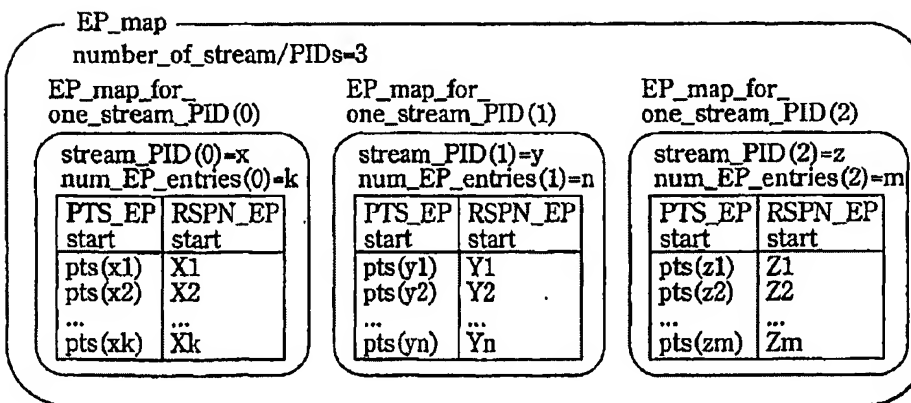 EP_map
number_of_stream/PIDs=3
EP_map_for_
one_stream_PID(0)
stream_PID(0)=x
num_EP_entries(0)=k
PTS_EP RSPN_EP
start start
pts(x1) X1
pts(x2) X2
... ...
pts(xk) Xk
EP_map_for_
one_stream_PID(1)
stream_PID(1)=y
num_EP_entries(1)=n
PTS_EP RSPN_EP
start start
pts(y1) Y1
pts(y2) Y2
... ...
pts(yn) Yn
EP_map_for_
one_stream_PID(2)
stream_PID(2)=z
num_EP_entries(2)=m
PTS_EP RSPN_EP
start start
pts(z1) Z1
pts(z2) Z2
... ...
pts(zm) Zm